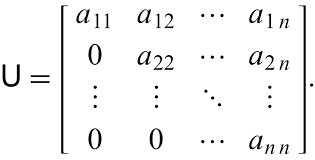 U = [ a₁₁ a₁₂ ⋯ a₁ₙ
0 a₂₂ ⋯ a₂ₙ
⋮ ⋮ ⋱ ⋮
0 0 ⋯ aₙₙ ].